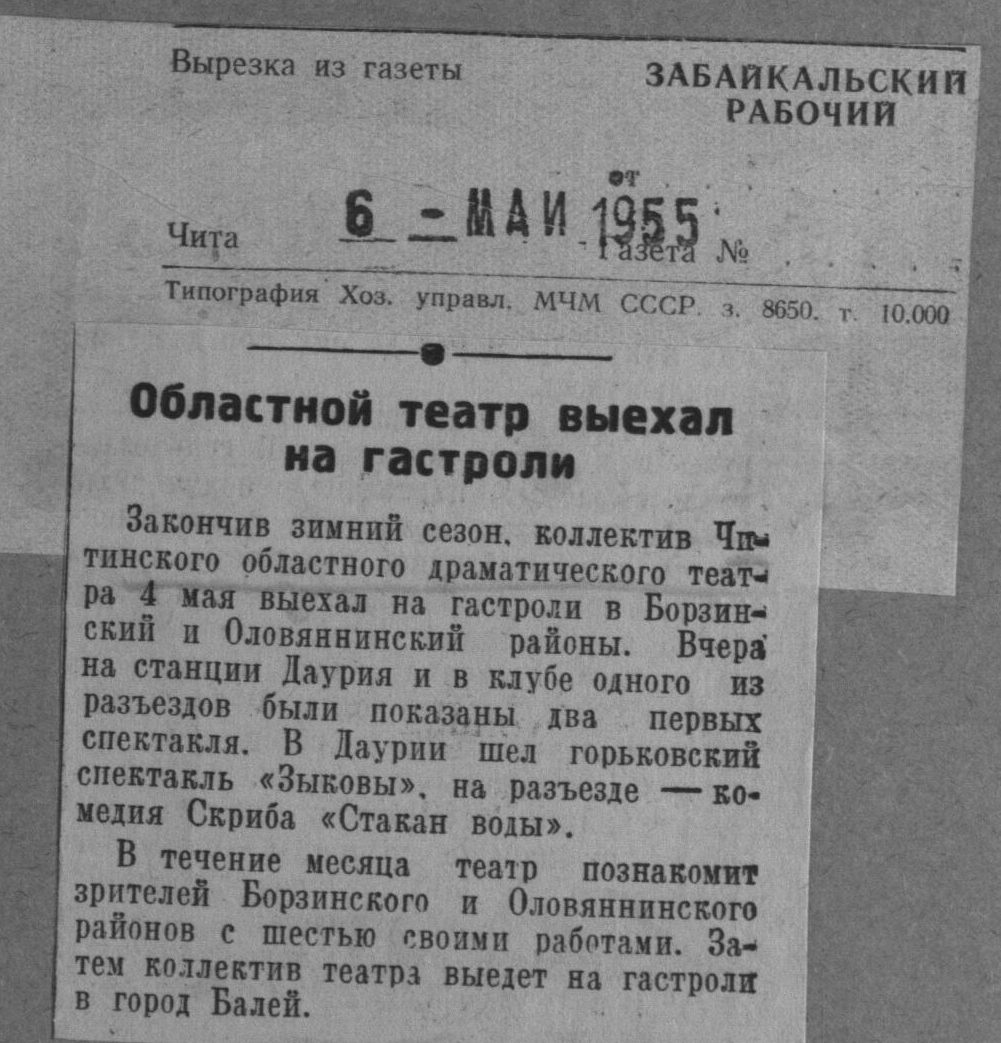 Вырезка из газеты
ЗАБАЙКАЛЬСКИЙ
РАБОЧИЙ
от
6 - МАЙ 1955
Чита
Газета №
Типография Хоз. управл. МЧМ СССР. з. 8650. т. 10.000
Областной театр выехал
на гастроли
Закончив зимний сезон, коллектив Чи-
тинского областного драматического теат-
ра 4 мая выехал на гастроли в Борзин-
ский и Оловяннинский районы. Вчера
на станции Даурия и в клубе одного из
разъездов были показаны два первых
спектакля. В Даурии шел горьковский
спектакль «Зыковы», на разъезде — ко-
медия Скриба «Стакан воды».
В течение месяца театр познакомит
зрителей Борзинского и Оловяннинского
районов с шестью своими работами. За-
тем коллектив театра выедет на гастроли
в город Балей.